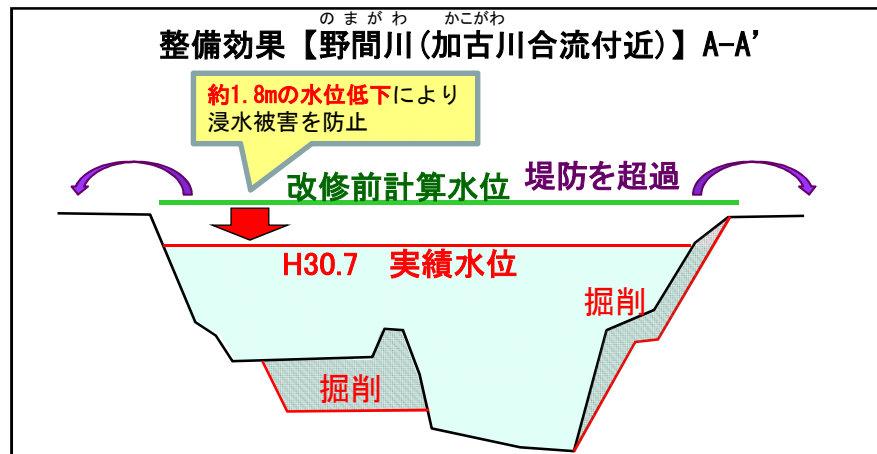 のまがわ かこがわ
整備効果【野間川(加古川合流付近)】A-A’
約1.8mの水位低下により
浸水被害を防止
改修前計算水位 堤防を超過
H30.7 実績水位
掘削
掘削